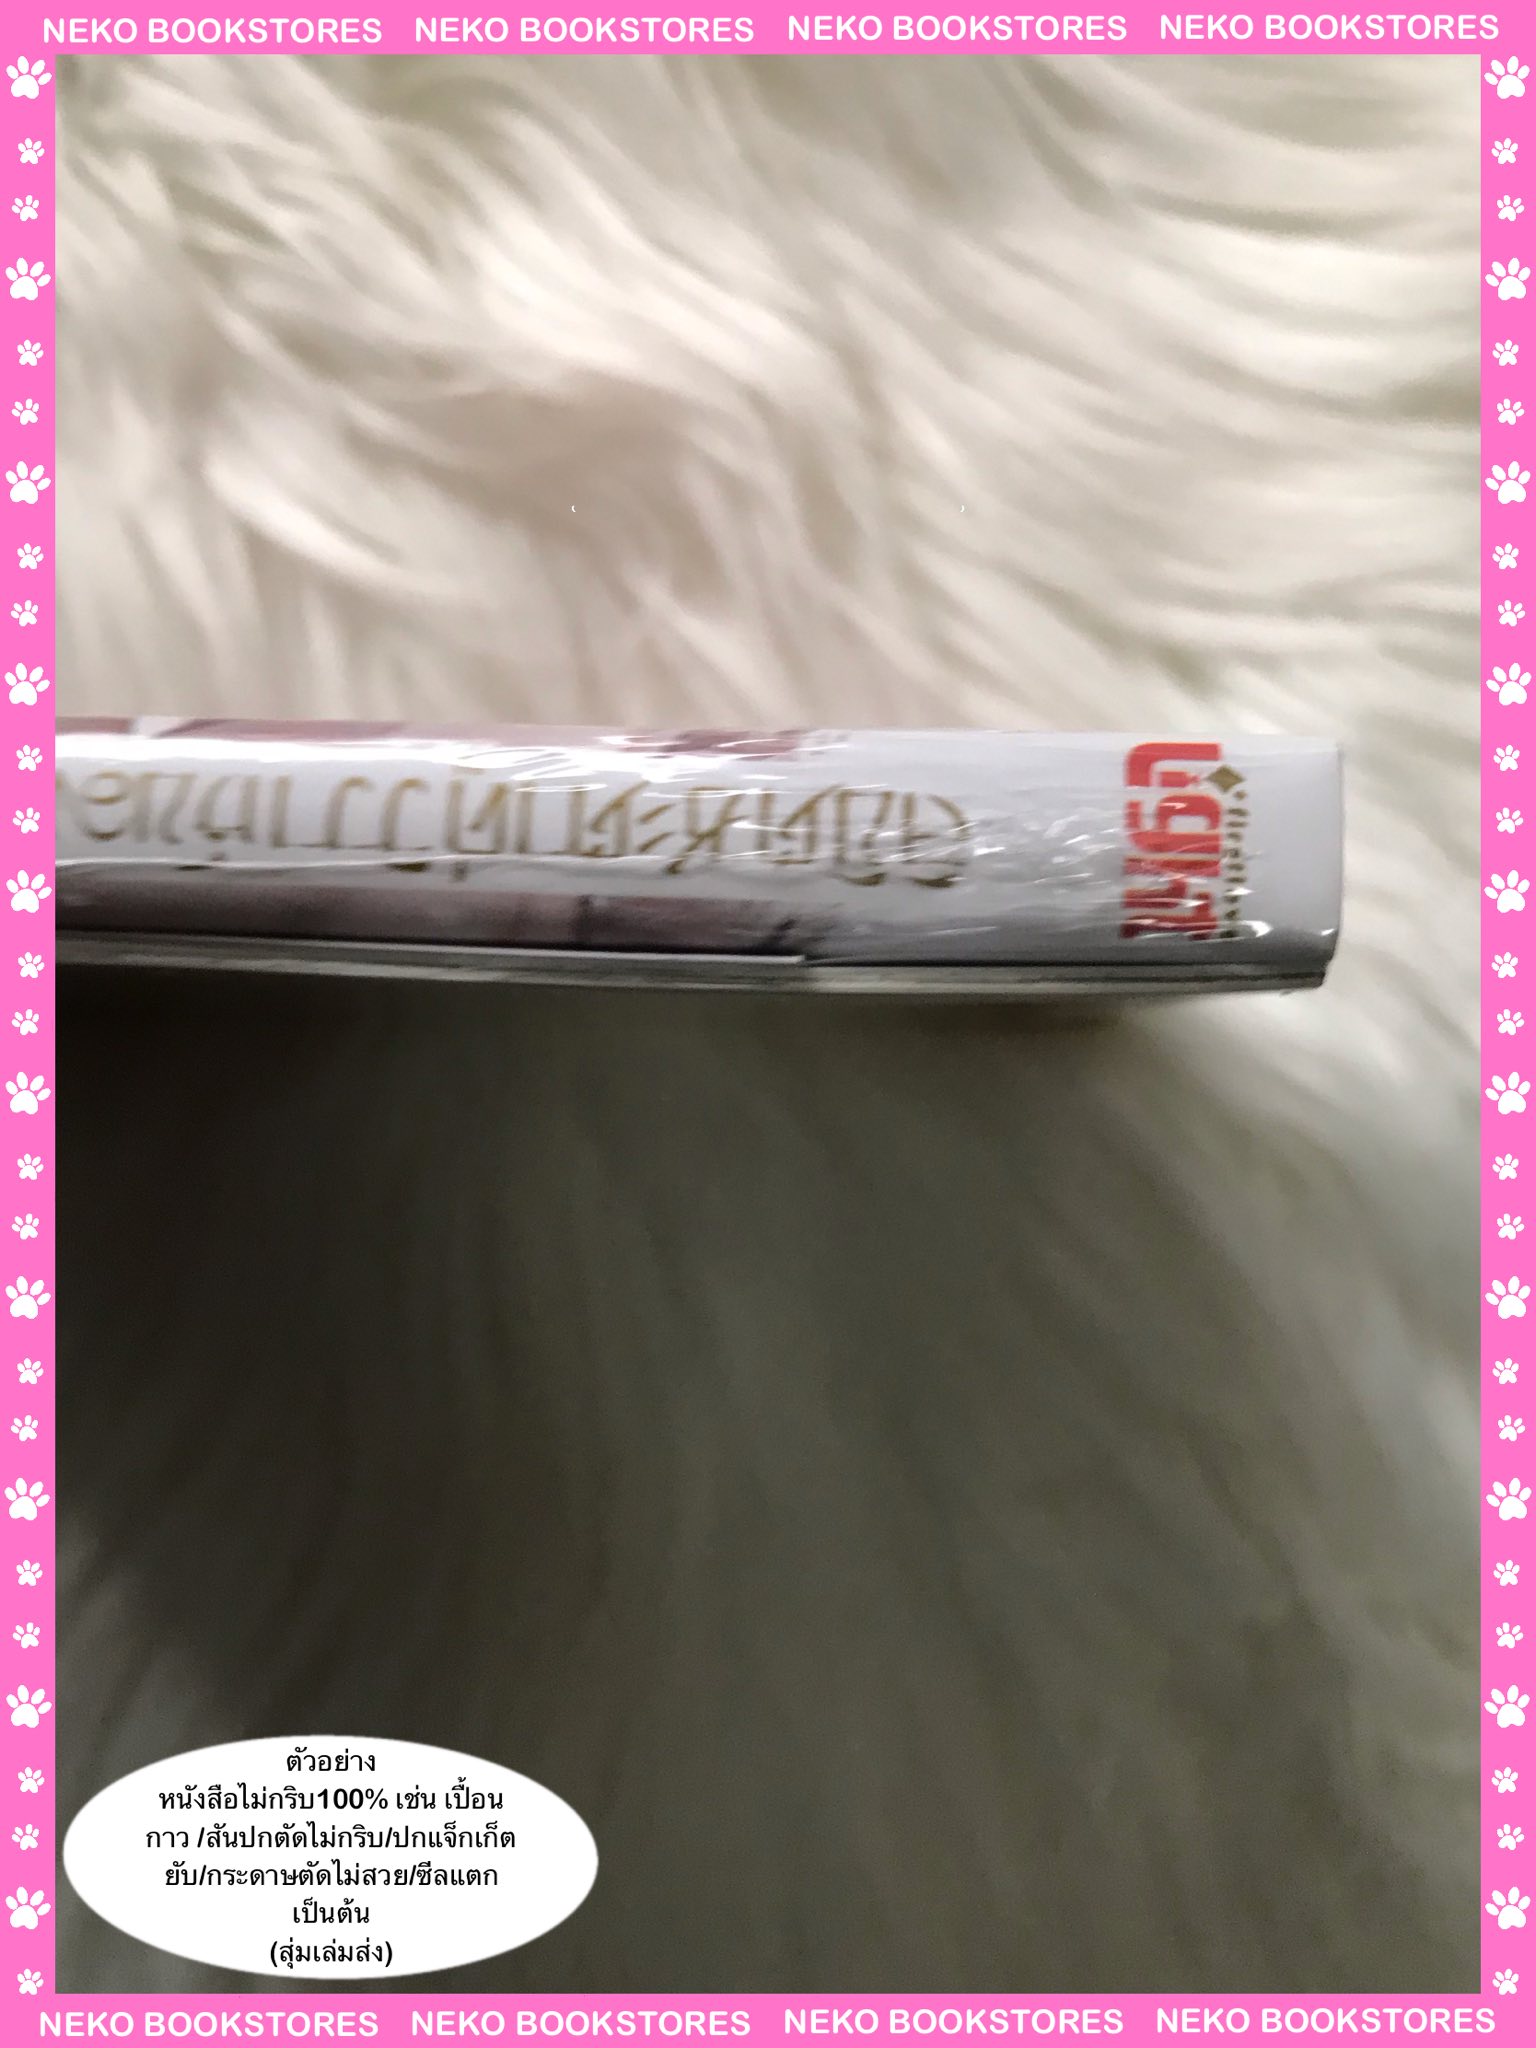 NEKO BOOKSTORES NEKO BOOKSTORES NEKO BOOKSTORES NEKO BOOKSTORES
ตัวอย่าง
หนังสือไม่กริบ100% เช่น เปื้อน
กาว /สันปกตัดไม่กริบ/ปกแจ็กเก็ต
ยับ/กระดาษตัดไม่สวย/ซีลแตก
เป็นต้น
(สุ่มเล่มส่ง)
NEKO BOOKSTORES NEKO BOOKSTORES NEKO BOOKSTORES NEKO BOOKSTORES